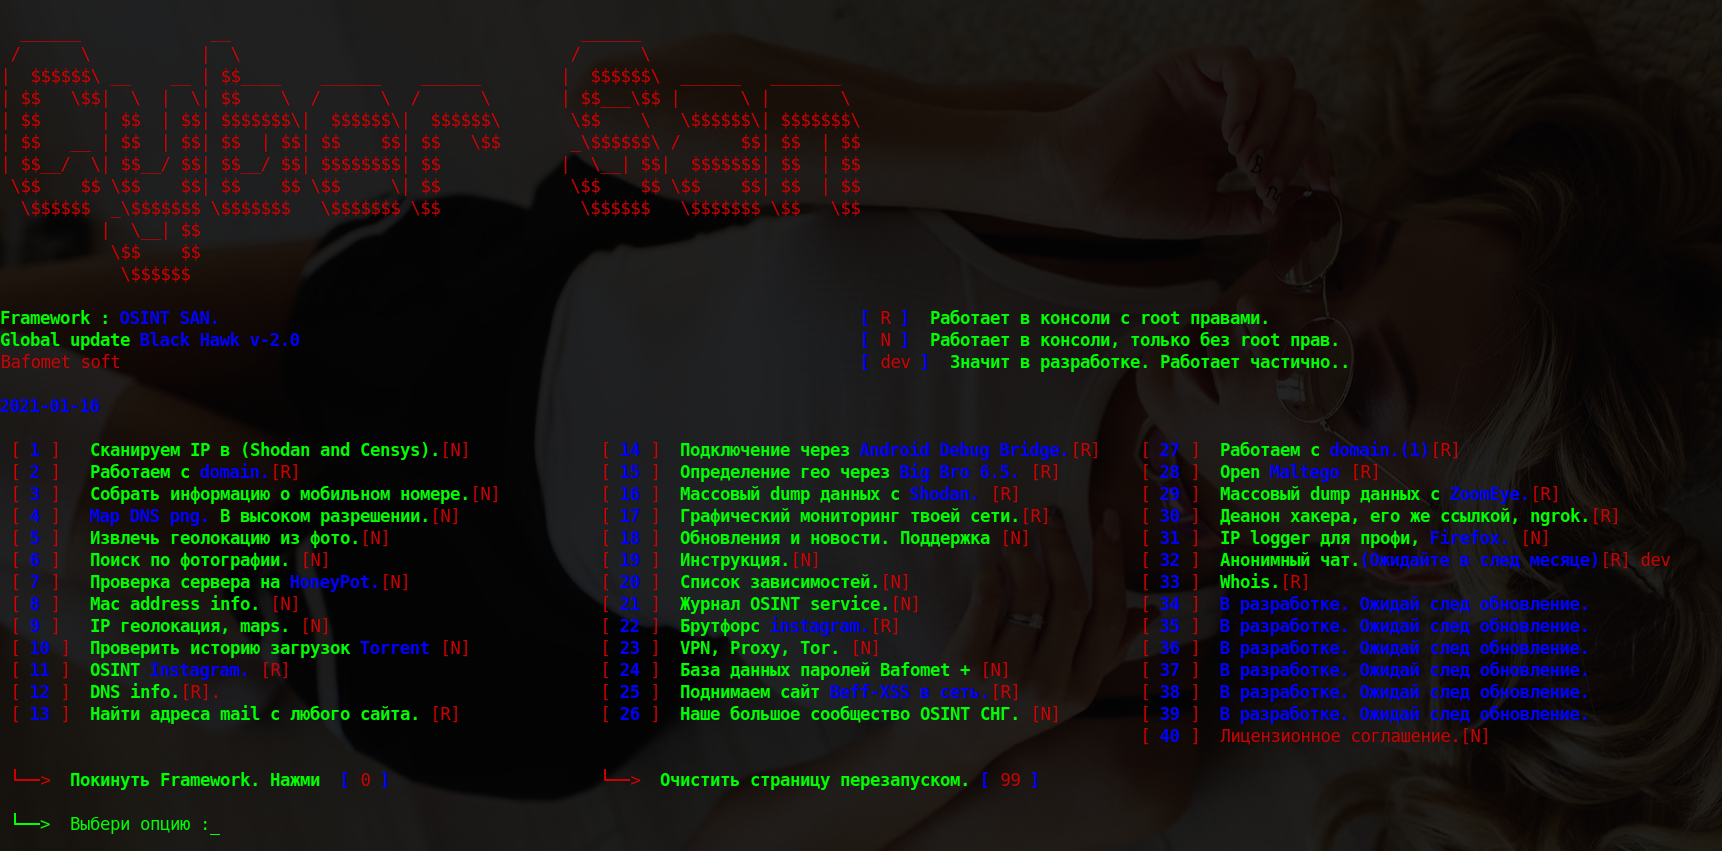 Cyber San
Framework : OSINT SAN.
Global update Black Hawk v-2.0
Bafomet soft
[ R ] Работает в консоли с root правами.
[ N ] Работает в консоли, только без root прав.
[ dev ] Значит в разработке. Работает частично..
2021-01-16
[ 1 ] Сканируем IP в (Shodan and Censys).[N]
[ 2 ] Работаем с domain.[R]
[ 3 ] Собрать информацию о мобильном номере.[N]
[ 4 ] Map DNS png. В высоком разрешении.[N]
[ 5 ] Извлечь геолокацию из фото.[N]
[ 6 ] Поиск по фотографии. [N]
[ 7 ] Проверка сервера на HoneyPot.[N]
[ 8 ] Mac address info. [N]
[ 9 ] IP геолокация, maps. [N]
[ 10 ] Проверить историю загрузок Torrent [N]
[ 11 ] OSINT Instagram. [R]
[ 12 ] DNS info.[R].
[ 13 ] Найти адреса mail с любого сайта. [R]
[ 14 ] Подключение через Android Debug Bridge.[R]
[ 15 ] Определение гео через Big Bro 6.5. [R]
[ 16 ] Массовый dump данных с Shodan. [R]
[ 17 ] Графический мониторинг твоей сети.[R]
[ 18 ] Обновления и новости. Поддержка [N]
[ 19 ] Инструкция.[N]
[ 20 ] Список зависимостей.[N]
[ 21 ] Журнал OSINT service.[N]
[ 22 ] Брутфорс instagram.[R]
[ 23 ] VPN, Proxy, Tor. [N]
[ 24 ] База данных паролей Bafomet + [N]
[ 25 ] Поднимаем сайт Beff-XSS в сеть.[R]
[ 26 ] Наше большое сообщество OSINT СНГ. [N]
[ 27 ] Работаем с domain.(1)[R]
[ 28 ] Open Maltego [R]
[ 29 ] Массовый dump данных с ZoomEye.[R]
[ 30 ] Деанон хакера, его же ссылкой, ngrok.[R]
[ 31 ] IP logger для профи, Firefox. [N]
[ 32 ] Анонимный чат.(Ожидайте в след месяце)[R] dev
[ 33 ] Whois.[R]
[ 34 ] В разработке. Ожидай след обновление.
[ 35 ] В разработке. Ожидай след обновление.
[ 36 ] В разработке. Ожидай след обновление.
[ 37 ] В разработке. Ожидай след обновление.
[ 38 ] В разработке. Ожидай след обновление.
[ 39 ] В разработке. Ожидай след обновление.
[ 40 ] Лицензионное соглашение.[N]
└──> Покинуть Framework. Нажми [ 0 ]
└──> Очистить страницу перезапуском. [ 99 ]
└──> Выбери опцию :_